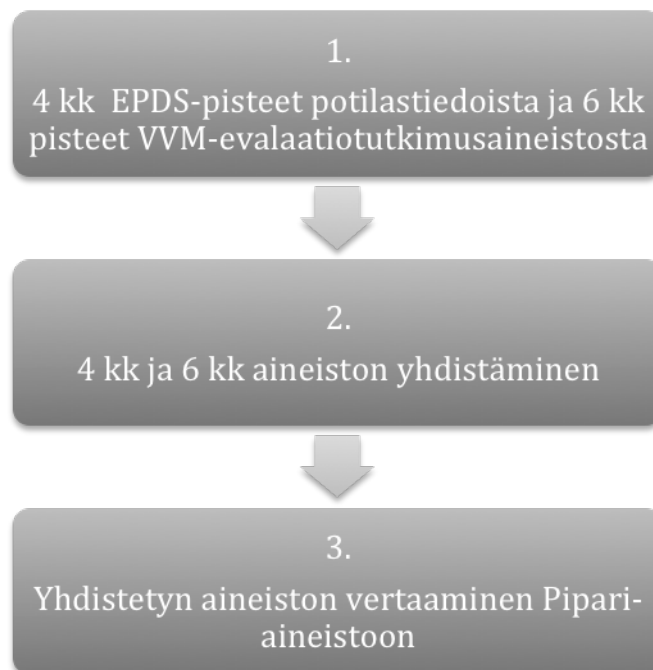 1.
4 kk EPDS-pisteet potilastiedoista ja 6 kk
pisteet VVM-evalaatiotutkimusaineistosta
2.
4 kk ja 6 kk aineiston yhdistäminen
3.
Yhdistetyn aineiston vertaaminen Pipari-
aineistoon